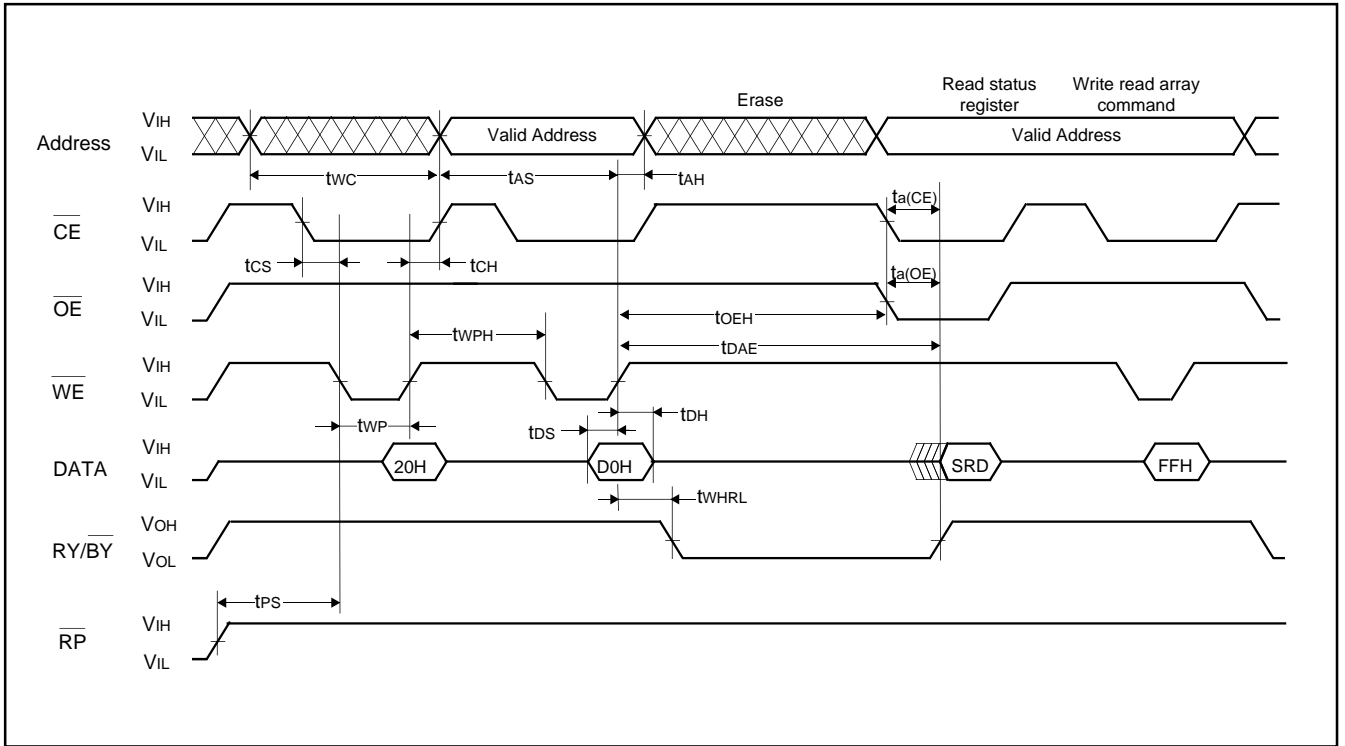 Read status register
Write read array command
Erase
Address
VIH
VIL
Valid Address
Valid Address
tWC
tAS
tAH
CE
VIH
VIL
ta(CE)
tCS
tCH
OE
VIH
VIL
ta(OE)
tOEH
tWPH
tDAE
WE
VIH
VIL
tWP
tDS
tDH
DATA
VIH
VIL
20H
D0H
SRD
FFH
tWHRL
RY/BY
VOH
VOL
tPS
RP
VIH
VIL